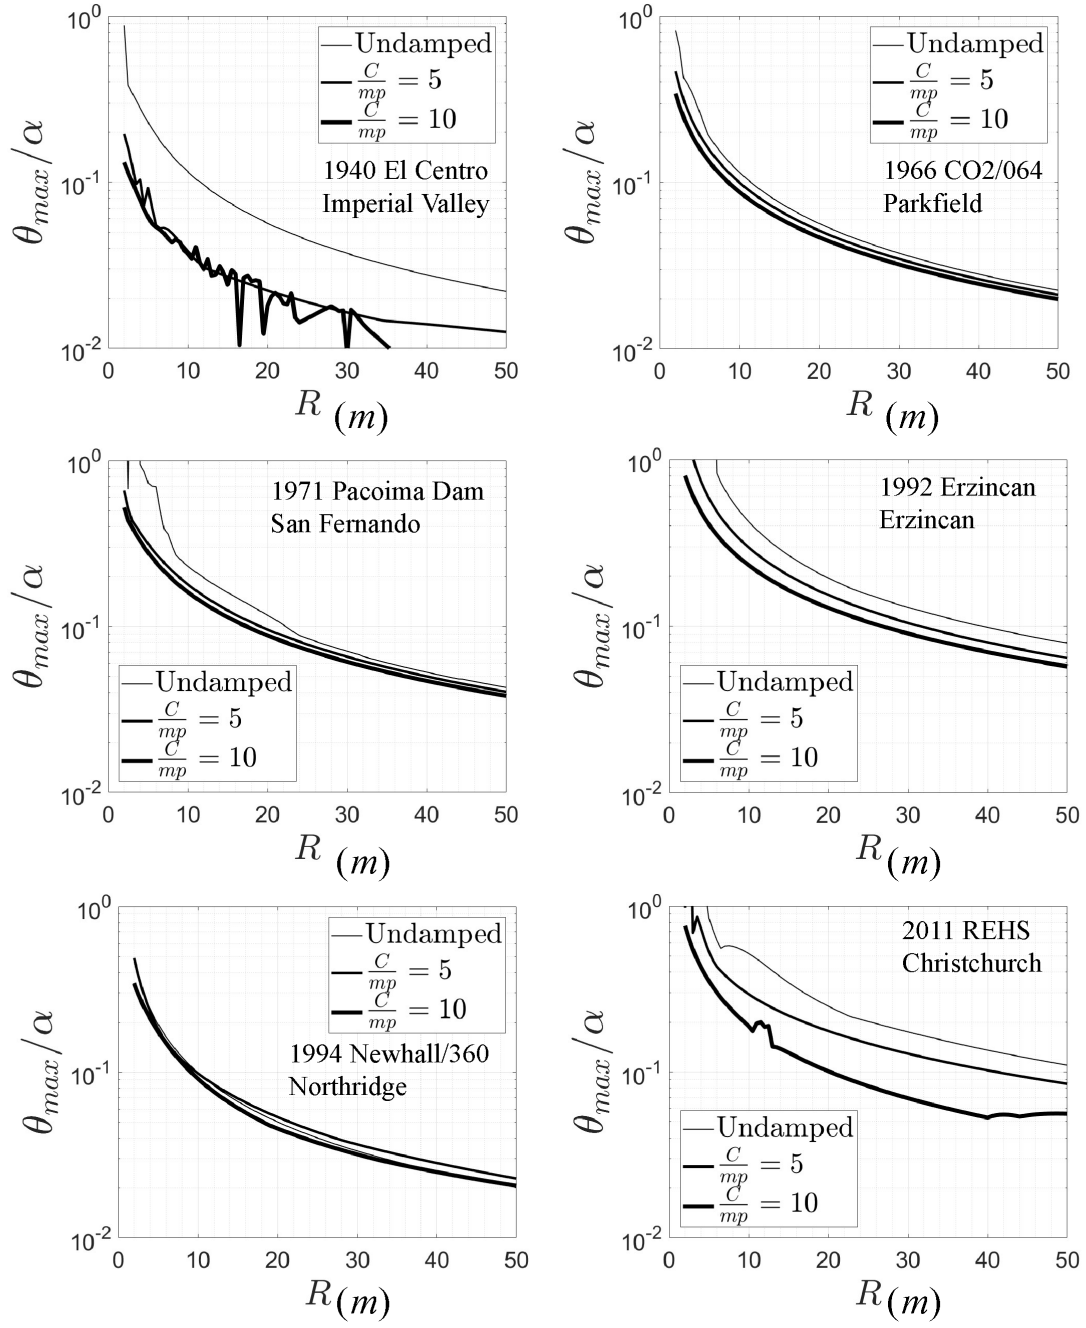 10^0
Undamped
C/mp = 5
C/mp = 10
θ_max/α
10^-1
1940 El Centro
Imperial Valley
10^-2
0 10 20 30 40 50
R (m)
10^0
Undamped
C/mp = 5
C/mp = 10
θ_max/α
10^-1
1966 CO2/064
Parkfield
10^-2
0 10 20 30 40 50
R (m)
10^0
1971 Pacoima Dam
San Fernando
θ_max/α
10^-1
Undamped
C/mp = 5
C/mp = 10
10^-2
0 10 20 30 40 50
R (m)
10^0
1992 Erzincan
Erzincan
θ_max/α
10^-1
Undamped
C/mp = 5
C/mp = 10
10^-2
0 10 20 30 40 50
R (m)
10^0
Undamped
C/mp = 5
C/mp = 10
θ_max/α
1994 Newhall/360
Northridge
10^-1
10^-2
0 10 20 30 40 50
R (m)
10^0
2011 REHS
Christchurch
θ_max/α
10^-1
Undamped
C/mp = 5
C/mp = 10
10^-2
0 10 20 30 40 50
R (m)